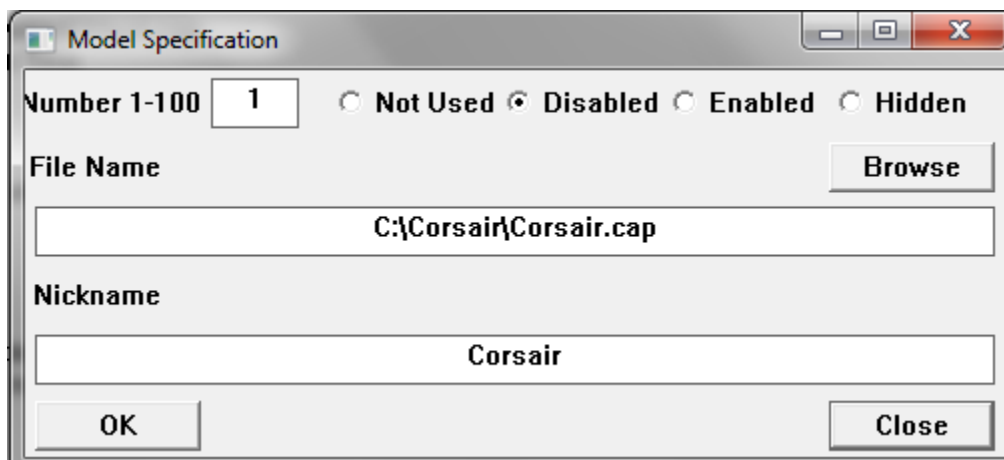 Model Specification
Number 1-100 1 Not Used Disabled Enabled Hidden
File Name Browse
C:\Corsair\Corsair.cap
Nickname
Corsair
OK Close